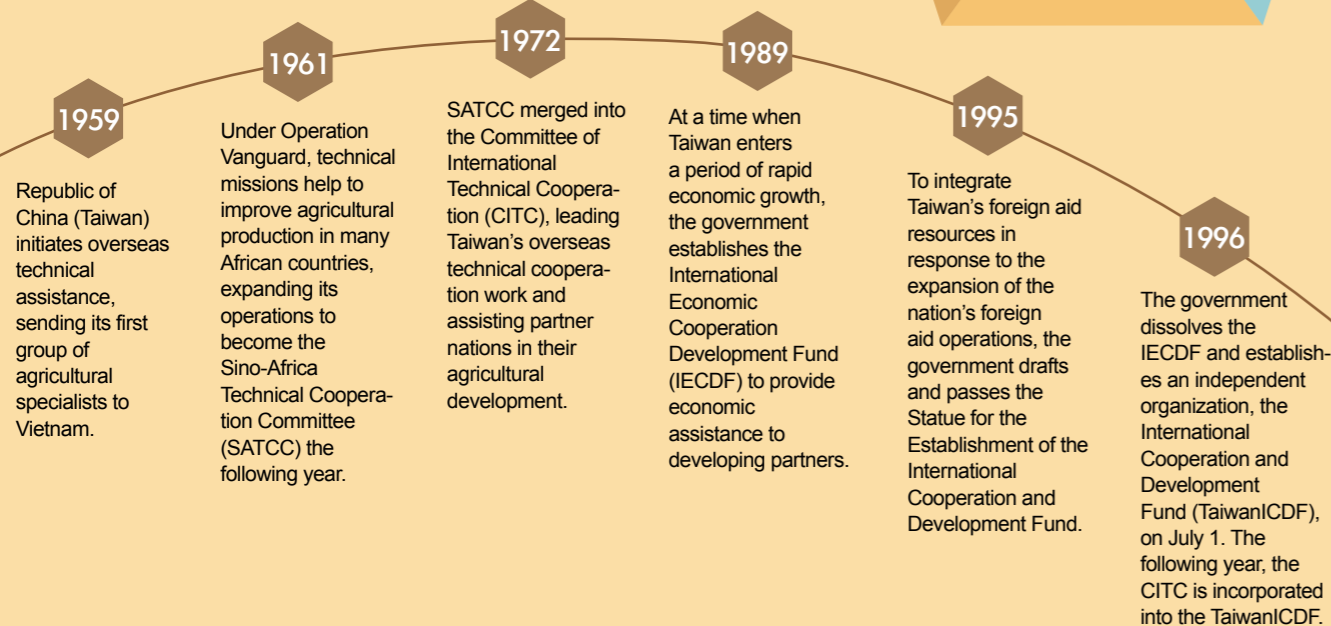 1959
Republic of
China (Taiwan)
initiates overseas
technical
assistance,
sending its first
group of
agricultural
specialists to
Vietnam.
1961
Under Operation
Vanguard, technical
missions help to
improve agricultural
production in many
African countries,
expanding its
operations to
become the
Sino-Africa
Technical Coopera-
tion Committee
(SATCC) the
following year.
1972
SATCC merged into
the Committee of
International
Technical Coopera-
tion (CITC), leading
Taiwan's overseas
technical coopera-
tion work and
assisting partner
nations in their
agricultural
development.
1989
At a time when
Taiwan enters
a period of rapid
economic growth,
the government
establishes the
International
Economic
Cooperation
Development Fund
(IECDF) to provide
economic
assistance to
developing partners.
1995
To integrate
Taiwan's foreign aid
resources in
response to the
expansion of the
nation's foreign
aid operations, the
government drafts
and passes the
Statue for the
Establishment of the
International
Cooperation and
Development Fund.
1996
The government
dissolves the
IECDF and establish-
es an independent
organization, the
International
Cooperation and
Development
Fund (TaiwanICDF),
on July 1. The
following year, the
CITC is incorporated
into the TaiwanICDF.